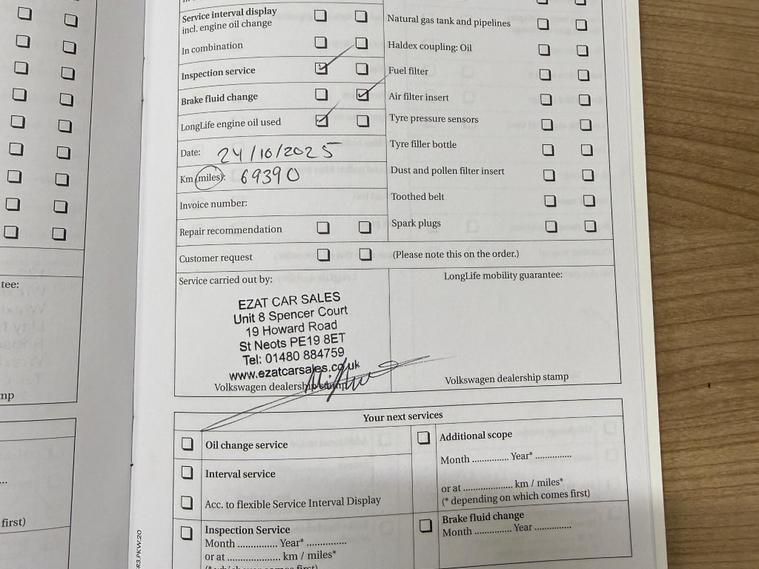 Service interval display
incl. engine oil change
In combination
Inspection service
Brake fluid change
LongLife engine oil used
Date: 24/10/2025
Km (miles): 69390
Invoice number:
Repair recommendation
Customer request
Natural gas tank and pipelines
Haldex coupling: Oil
Fuel filter
Air filter insert
Tyre pressure sensors
Tyre filler bottle
Dust and pollen filter insert
Toothed belt
Spark plugs
(Please note this on the order.)
Service carried out by:
EZAT CAR SALES
Unit 8 Spencer Court
19 Howard Road
St Neots PE19 8ET
Tel: 01480 884759
www.ezatcarsales.co.uk
Volkswagen dealership stamp
LongLife mobility guarantee:
Volkswagen dealership stamp
Your next services
Oil change service
Interval service
Acc. to flexible Service Interval Display
Inspection Service
Month .............. Year* ..............
or at .................... km / miles*
Additional scope
Month .............. Year* ..............
or at .................... km / miles*
(* depending on which comes first)
Brake fluid change
Month .............. Year ..............
tee:
mp
first)